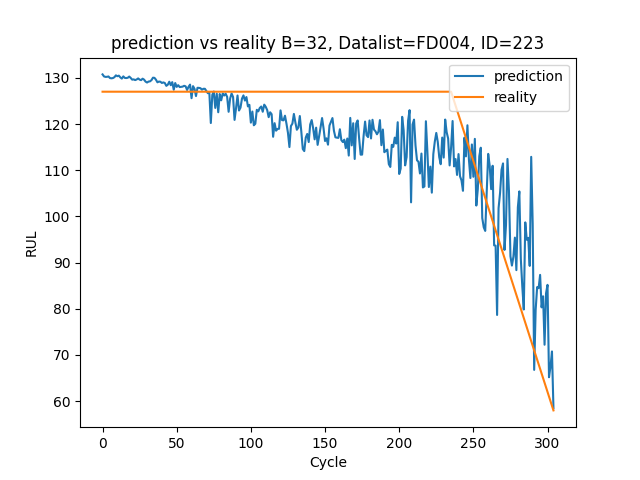 prediction vs reality B=32, Datalist=FD004, ID=223
prediction
reality
RUL
130
120
110
100
90
80
70
60
0 50 100 150 200 250 300
Cycle